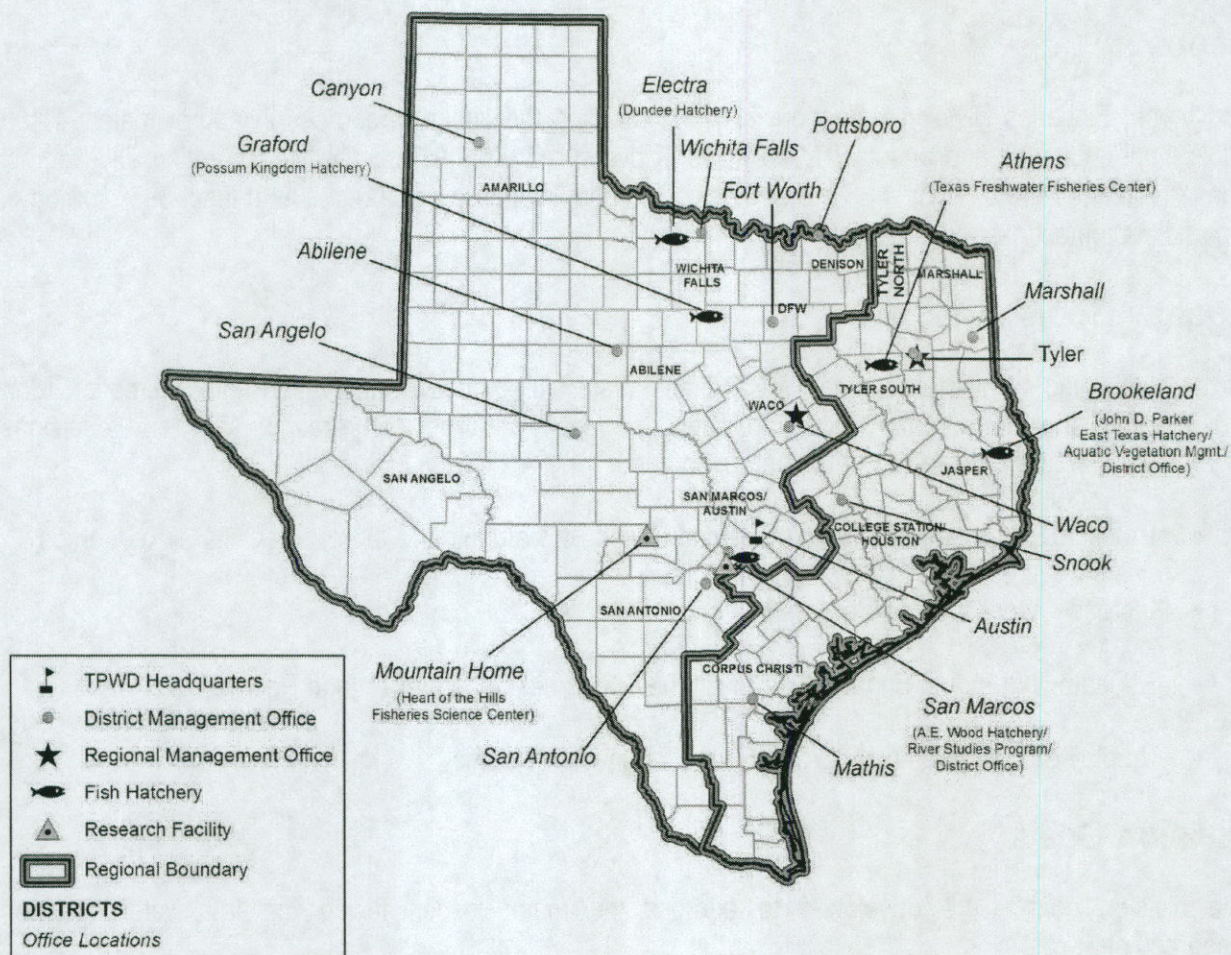 Canyon
Electra
(Dundee Hatchery)
Pottsboro
Graford
(Possum Kingdom Hatchery)
Wichita Falls
Athens
(Texas Freshwater Fisheries Center)
Fort Worth
AMARILLO
Abilene
WICHITA
FALLS
DENISON
TYLER
NORTH
MARSHALL
Marshall
DFW
San Angelo
Tyler
ABILENE
TYLER SOUTH
Brookeland
(John D. Parker
East Texas Hatchery/
Aquatic Vegetation Mgmt./
District Office)
WACO
JASPER
SAN ANGELO
SAN MARCOS/
AUSTIN
COLLEGE STATION/
HOUSTON
Waco
Snook
SAN ANTONIO
Austin
CORPUS CHRISTI
Mountain Home
(Heart of the Hills
Fisheries Science Center)
San Marcos
(A.E. Wood Hatchery/
River Studies Program/
District Office)
San Antonio
Mathis
TPWD Headquarters
District Management Office
Regional Management Office
Fish Hatchery
Research Facility
Regional Boundary
DISTRICTS
Office Locations